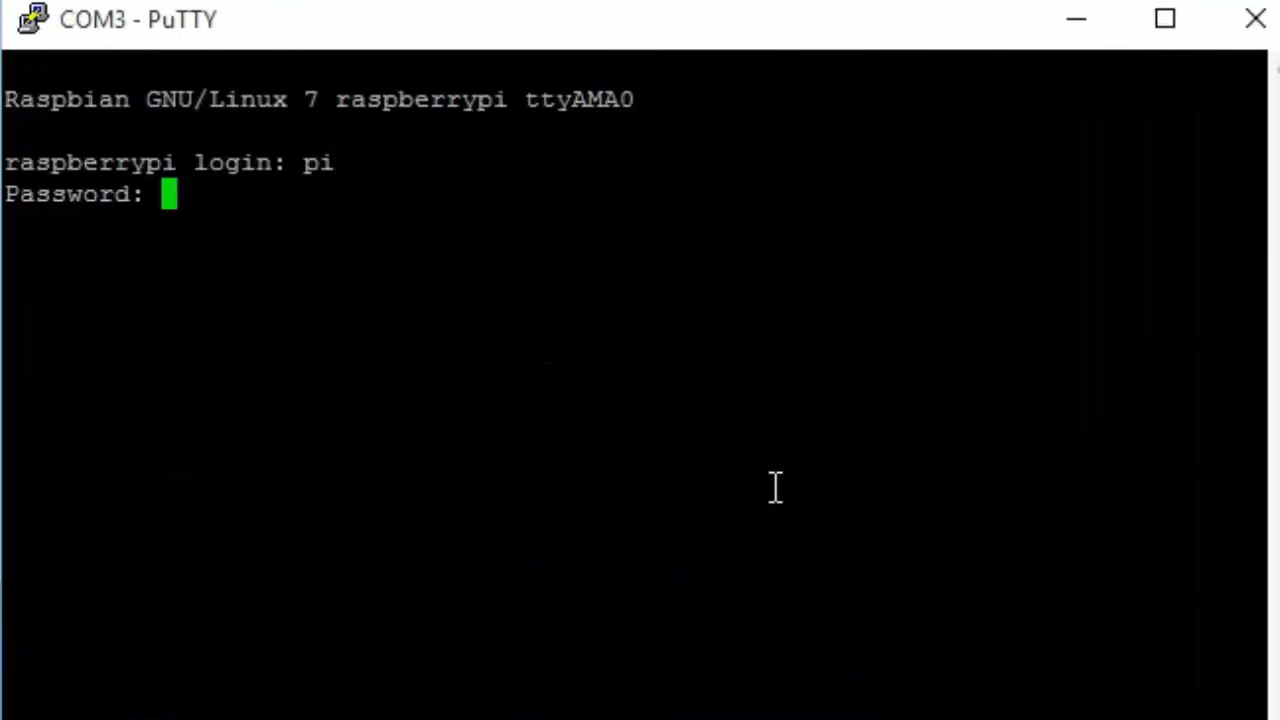 COM3 - PuTTY
Raspbian GNU/Linux 7 raspberrypi ttyAMA0
raspberrypi login: pi
Password: